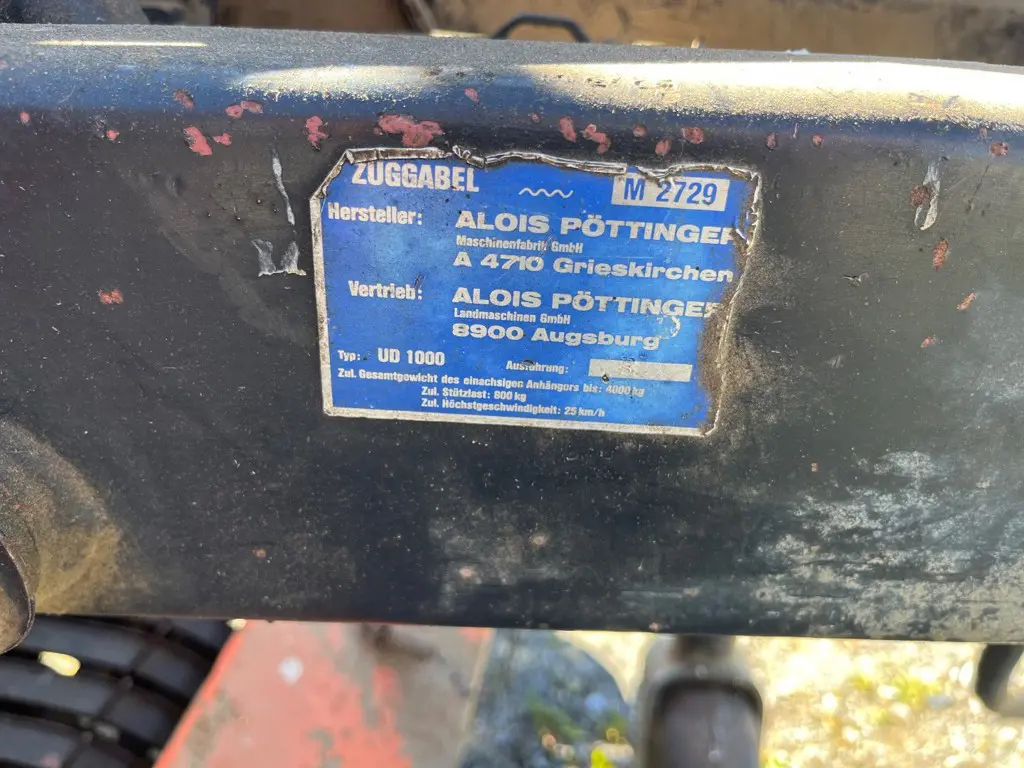 ZUGGABEL M 2729
Hersteller: ALOIS PÖTTINGER
Maschinenfabrik GmbH
A 4710 Grieskirchen
Vertrieb: ALOIS PÖTTINGER
Landmaschinen GmbH
8900 Augsburg
Typ: UD 1000 Ausführung:
Zul. Gesamtgewicht des einachsigen Anhängers bis: 4000 kg
Zul. Stützlast: 800 kg
Zul. Höchstgeschwindigkeit: 25 km/h